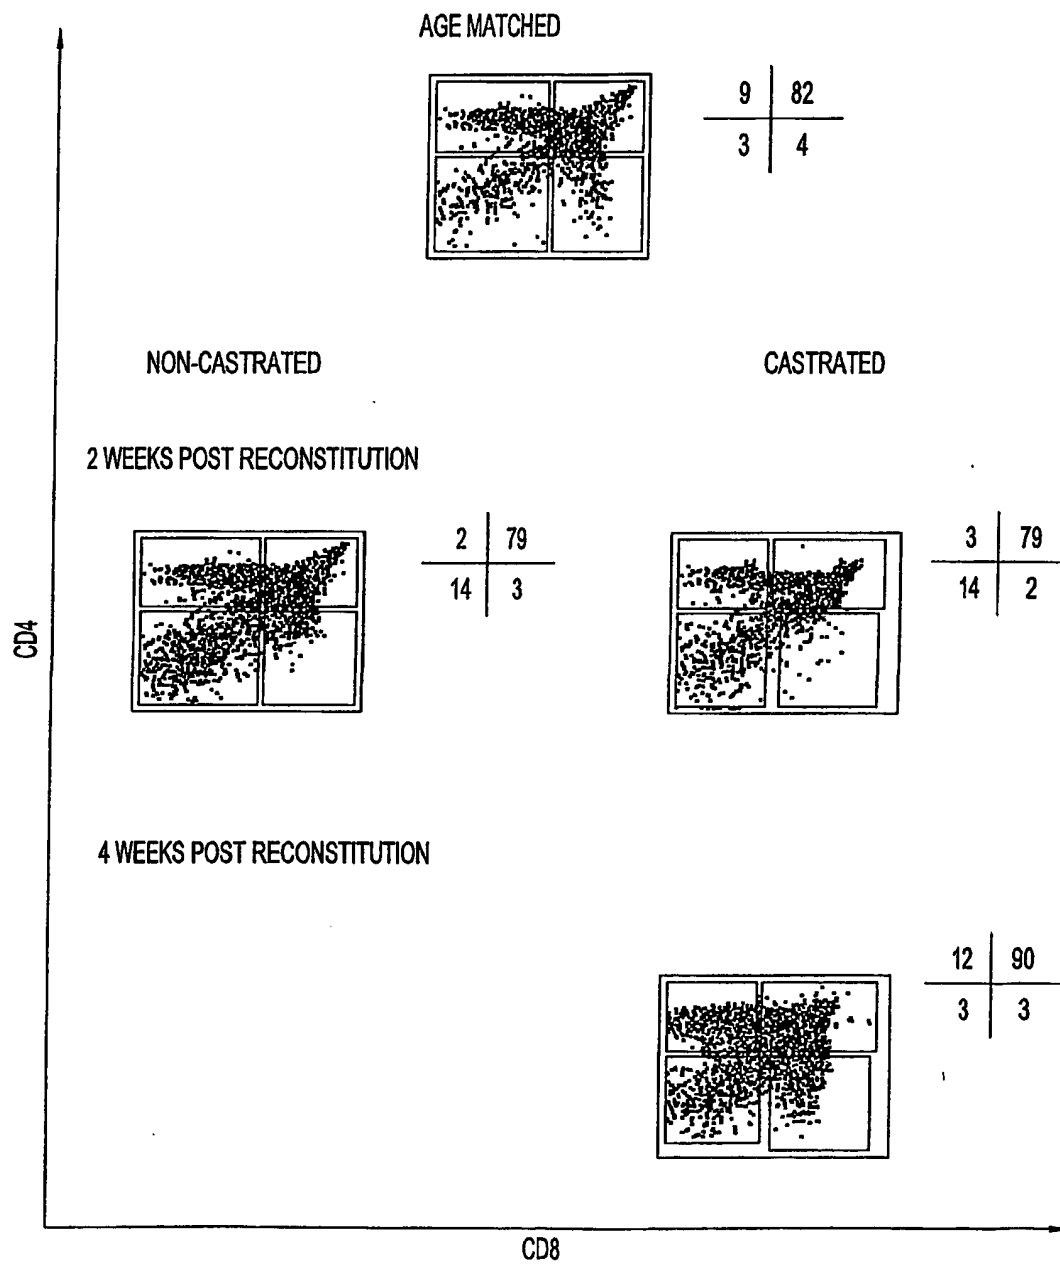 AGE MATCHED
9 82
3 4
NON-CASTRATED CASTRATED
2 WEEKS POST RECONSTITUTION
2 79
14 3
3 79
14 2
CD4
4 WEEKS POST RECONSTITUTION
12 90
3 3
CD8